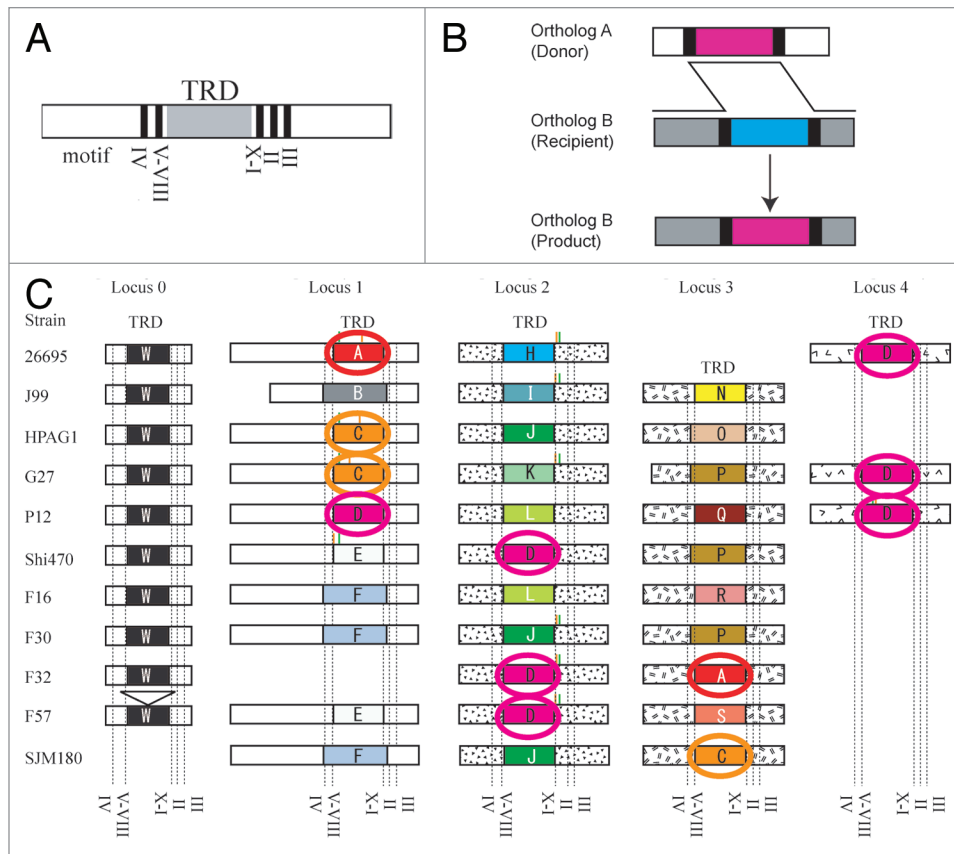 A
TRD
motif
IV
V-VIII
X-I
II
III
B
Ortholog A
(Donor)
Ortholog B
(Recipient)
Ortholog B
(Product)
C
Locus 0 Locus 1 Locus 2 Locus 3 Locus 4
Strain TRD TRD TRD TRD
26695 W A H D
TRD
J99 W B I N
HPAG1 W C J O
G27 W C K P D
P12 W D L Q D
Shi470 W E D P
F16 W F L R
F30 W F J P
F32 W D A
F57 W E D S
SJM180 F J C
IV V-VIII X-I II III IV V-VIII X-I II III IV V-VIII X-I II III IV V-VIII X-I II III IV V-VIII X-I II III